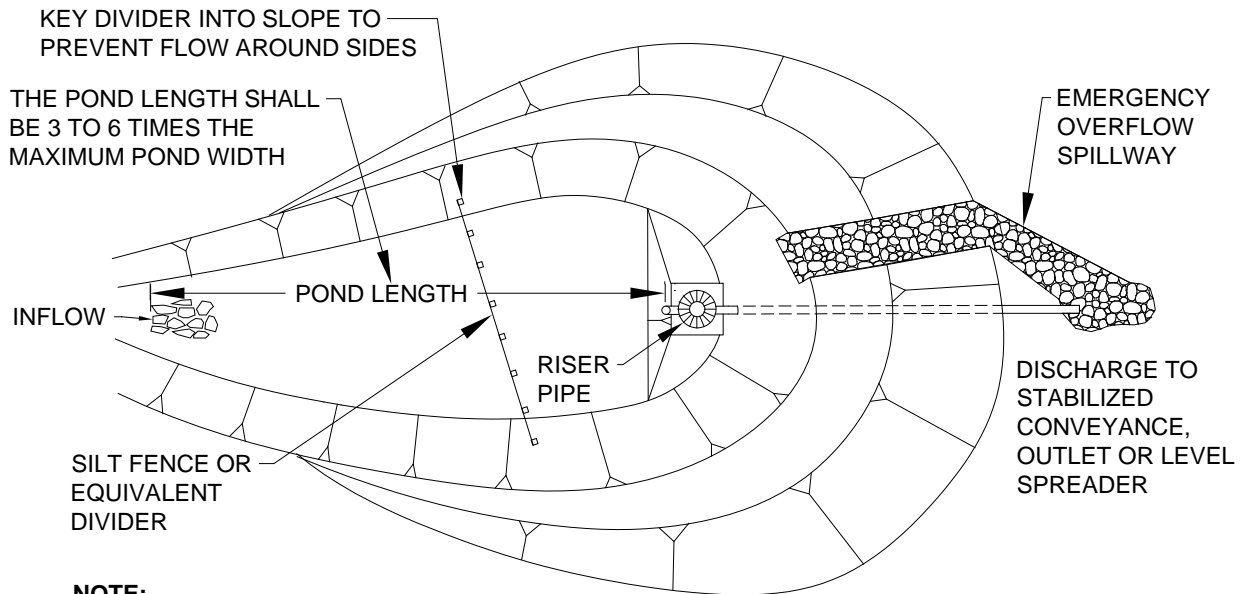 KEY DIVIDER INTO SLOPE TO
PREVENT FLOW AROUND SIDES
THE POND LENGTH SHALL
BE 3 TO 6 TIMES THE
MAXIMUM POND WIDTH
EMERGENCY
OVERFLOW
SPILLWAY
POND LENGTH
INFLOW
RISER
PIPE
DISCHARGE TO
STABILIZED
CONVEYANCE,
OUTLET OR LEVEL
SPREADER
SILT FENCE OR
EQUIVALENT
DIVIDER
NOTE: